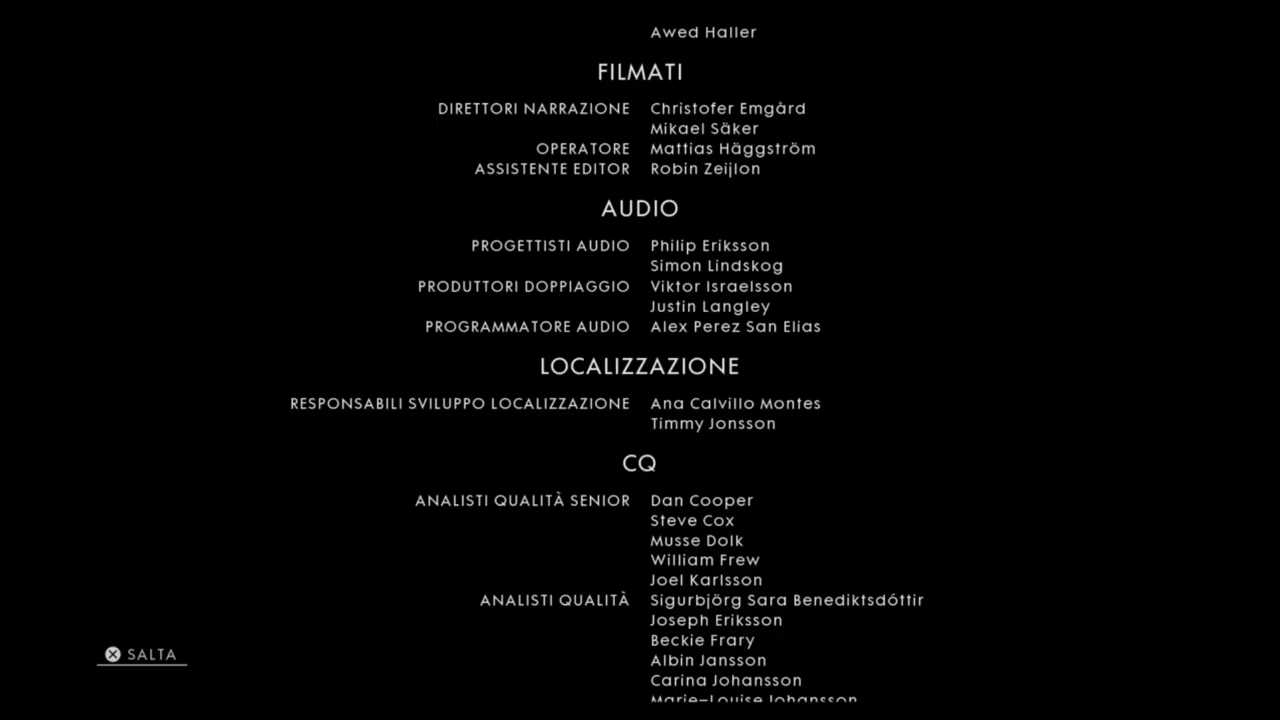 Awed Haller
FILMATI
DIRETTORI NARRAZIONE Christofer Emgård
Mikael Säker
OPERATORE Mattias Häggström
ASSISTENTE EDITOR Robin Zeijlon
AUDIO
PROGETTISTI AUDIO Philip Eriksson
Simon Lindskog
PRODUTTORI DOPPIAGGIO Viktor Israelsson
Justin Langley
PROGRAMMATORE AUDIO Alex Perez San Elias
LOCALIZZAZIONE
RESPONSABILI SVILUPPO LOCALIZZAZIONE Ana Calvillo Montes
Timmy Jonsson
CQ
ANALISTI QUALITÀ SENIOR Dan Cooper
Steve Cox
Musse Dolk
William Frew
Joel Karlsson
ANALISTI QUALITÀ Sigurbjörg Sara Benediktsdóttir
Joseph Eriksson
Beckie Frary
Albin Jansson
Carina Johansson
Marie-Louise Johansson
SALTA